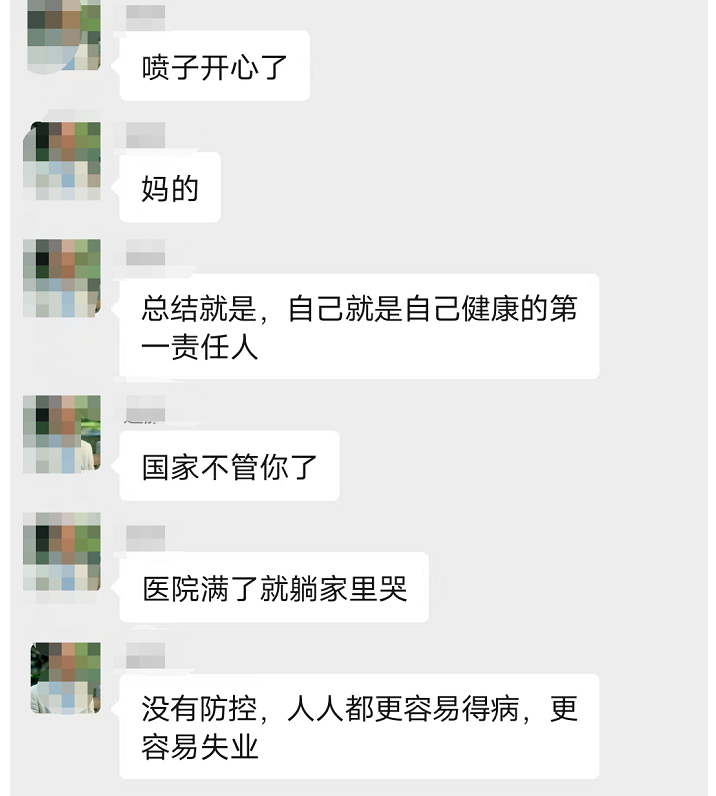 喷子开心了
妈的
总结就是，自己就是自己健康的第
一责任人
国家不管你了
医院满了就躺家里哭
没有防控，人人都更容易得病，更
容易失业